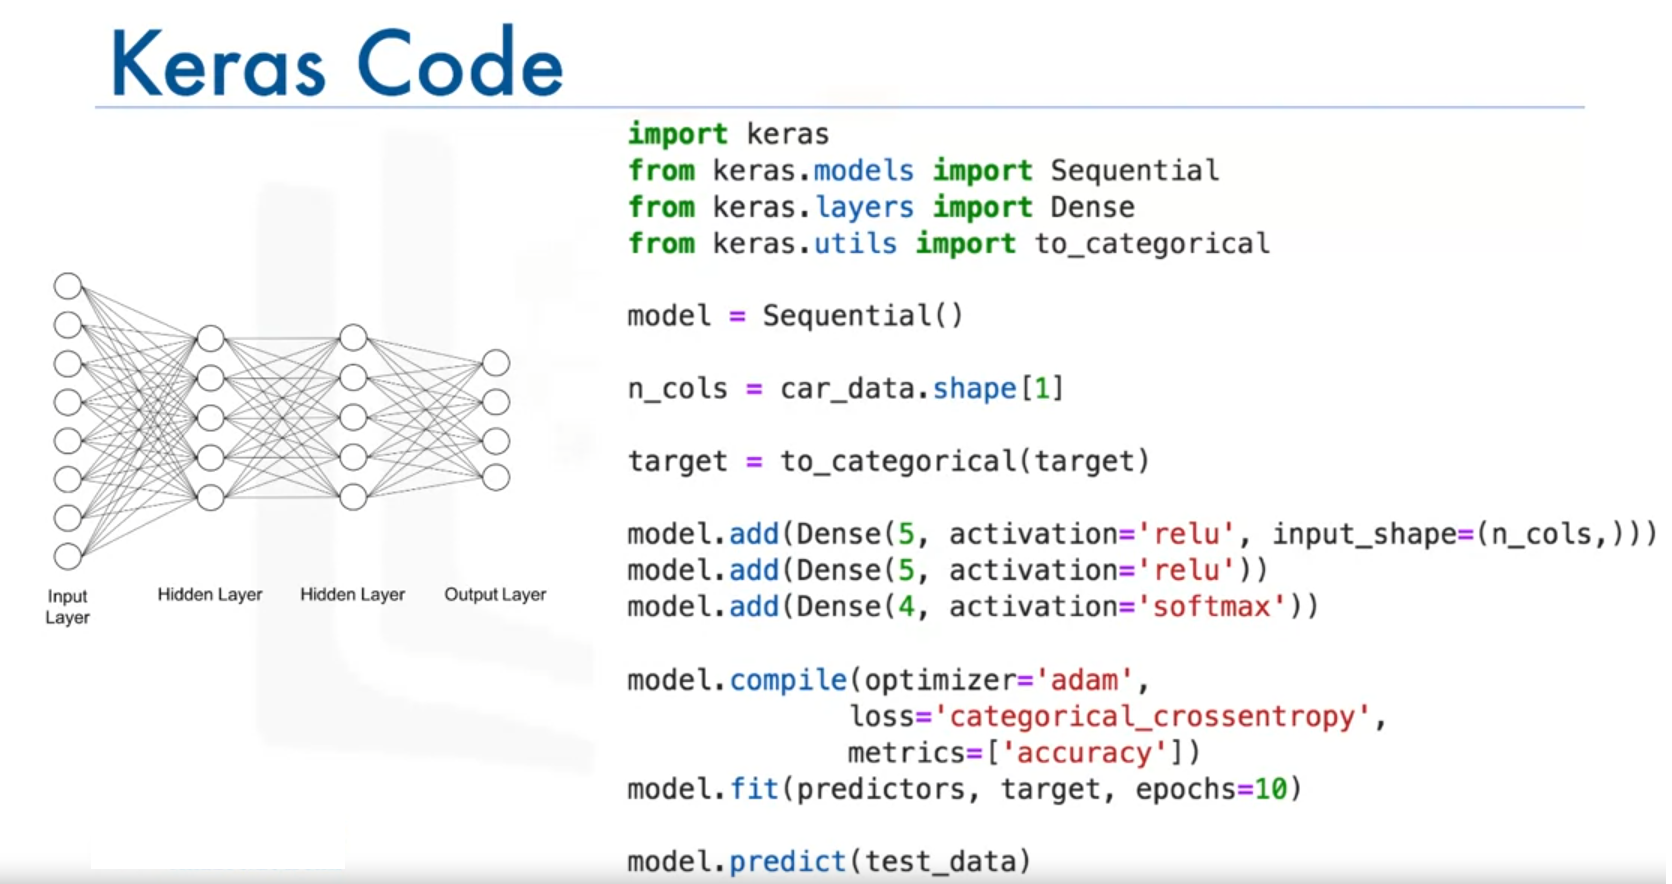 Keras Code
import keras
from keras.models import Sequential
from keras.layers import Dense
from keras.utils import to_categorical
model = Sequential()
n_cols = car_data.shape[1]
target = to_categorical(target)
model.add(Dense(5, activation='relu', input_shape=(n_cols,)))
model.add(Dense(5, activation='relu'))
model.add(Dense(4, activation='softmax'))
model.compile(optimizer='adam',
loss='categorical_crossentropy',
metrics=['accuracy'])
model.fit(predictors, target, epochs=10)
model.predict(test_data)
Input
Layer
Hidden Layer
Hidden Layer
Output Layer